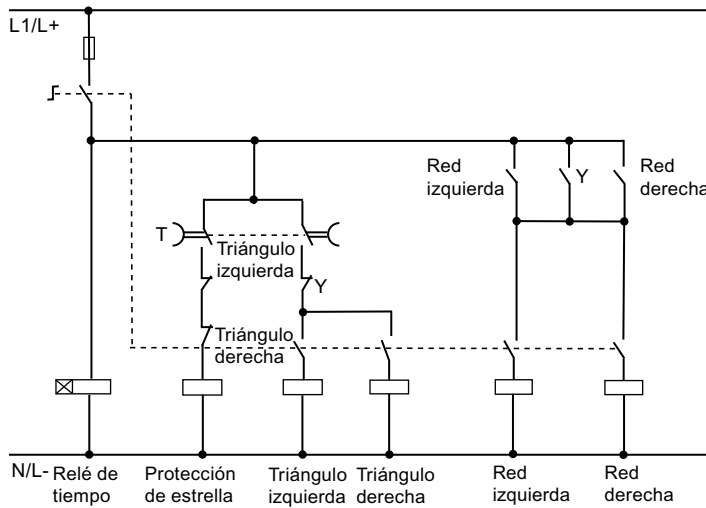 L1/L+
Red
izquierda
Y
Red
derecha
T
Triángulo
izquierda
Y
Triángulo
derecha
N/L-
Relé de
tiempo
Protección
de estrella
Triángulo
izquierda
Triángulo
derecha
Red
izquierda
Red
derecha